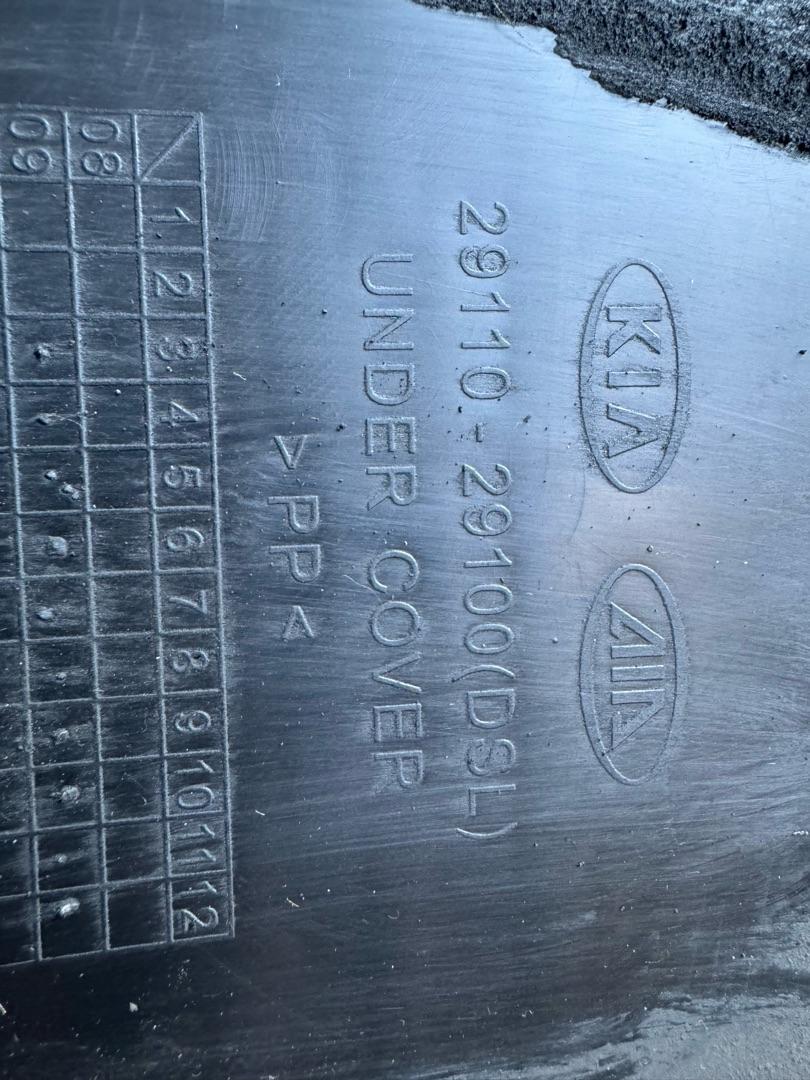 KIA
29110-29100(DSL)
UNDER COVER
>PP<
1 2 3 4 5 6 7 8 9 10 11 12
08
09